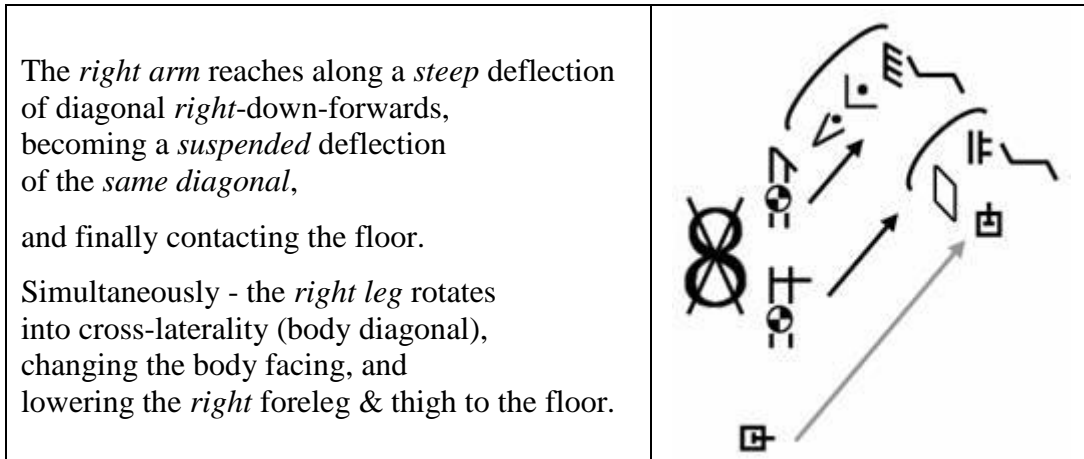 The right arm reaches along a steep deflection
of diagonal right-down-forwards,
becoming a suspended deflection
of the same diagonal,
and finally contacting the floor.
Simultaneously - the right leg rotates
into cross-laterality (body diagonal),
changing the body facing, and
lowering the right foreleg & thigh to the floor.